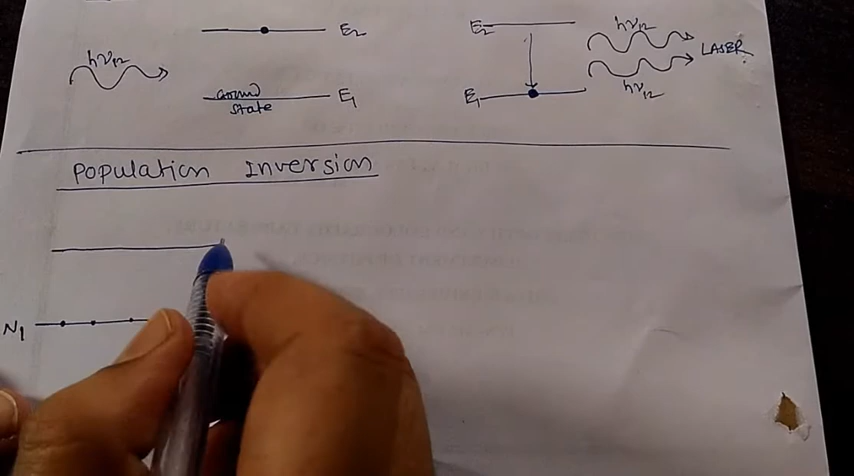 hν12
E2
Ground
State
E1
E2
E1
hν12
LASER
hν12
Population Inversion
N1